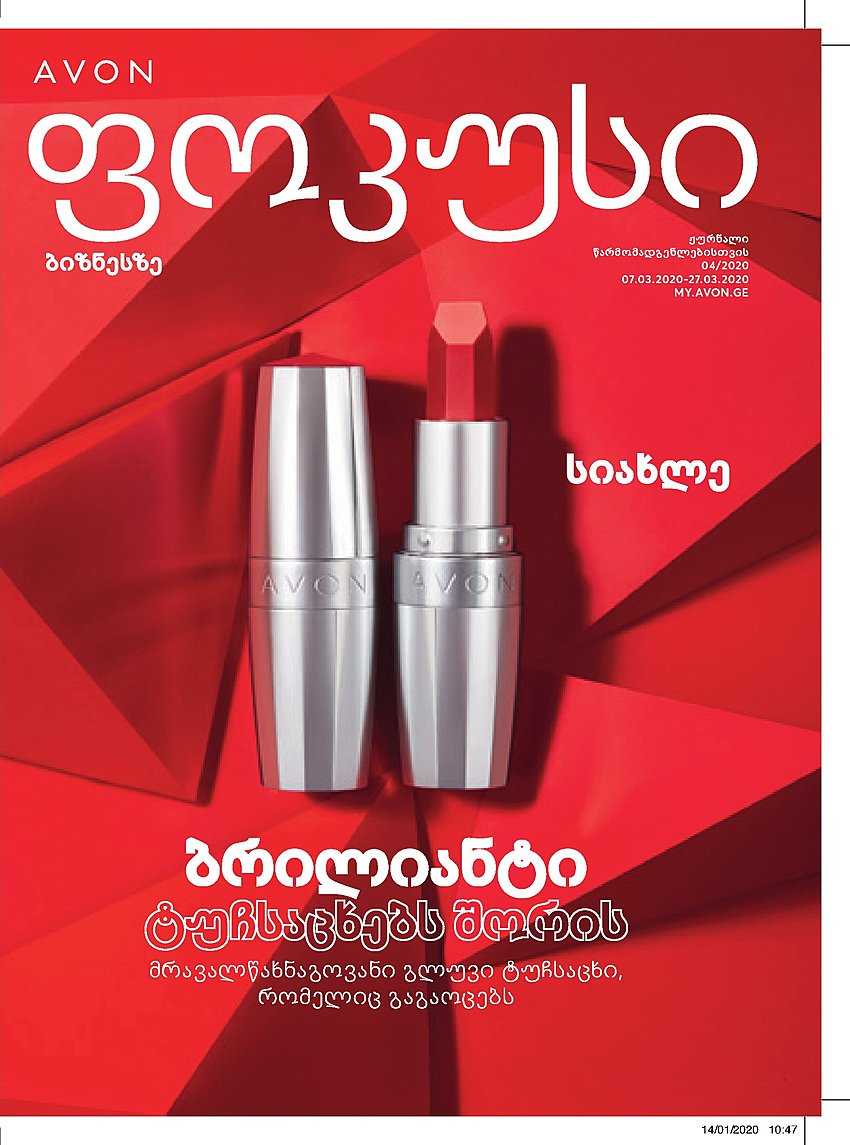 AVON
ფოკუსი
ბიზნესზე
ჟურნალი
წარმომადგენლებისთვის
04/2020
07.03.2020-27.03.2020
MY.AVON.GE
სიახლე
AVON AVON
ბრილიანტი
ტუჩსაცხებს შორის
მრავალწახნაგოვანი გლუვი ტუჩსაცხი,
რომელიც გაგაოცებს
14/01/2020 10:47